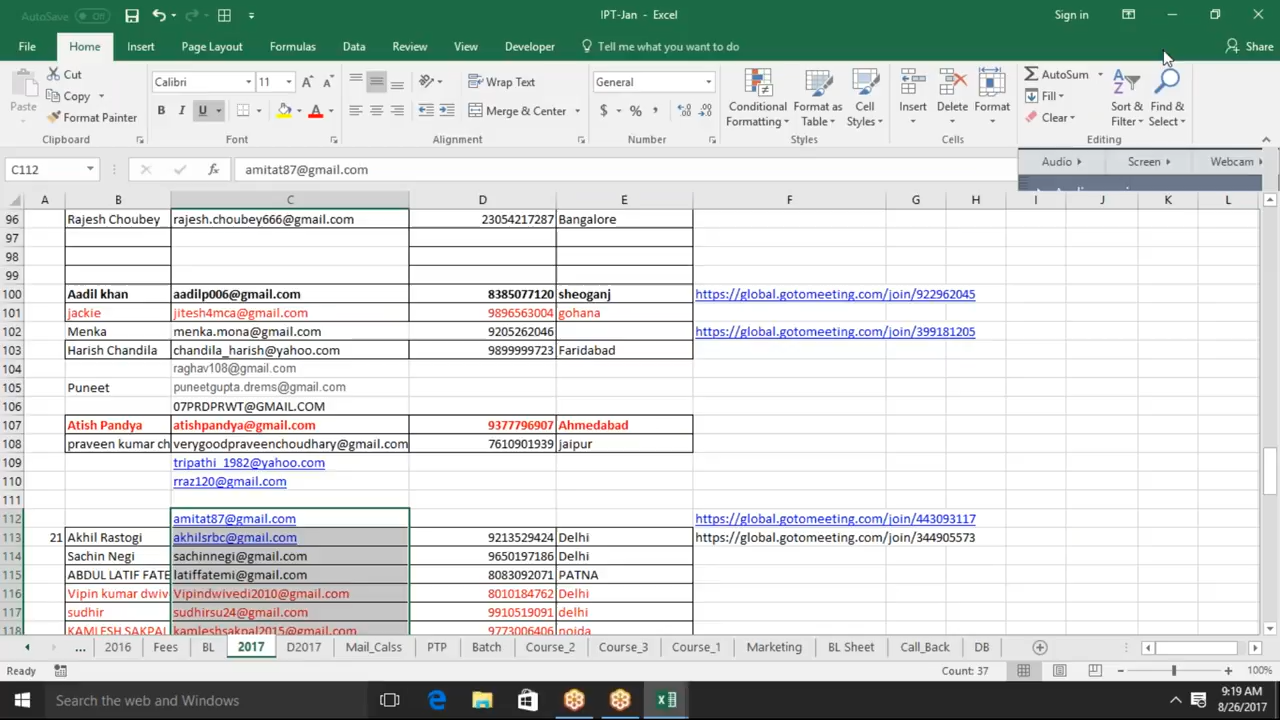 AutoSave Off IPT-Jan - Excel Sign in
File Home Insert Page Layout Formulas Data Review View Developer Tell me what you want to do Share
Paste Cut Copy Format Painter Clipboard
Calibri 11 B I U Font
Wrap Text Merge & Center Alignment
General $ % , Number
Conditional Formatting Format as Table Cell Styles Styles
Insert Delete Format Cells
AutoSum Fill Clear Sort & Filter Find & Select Editing
C112 fx amitat87@gmail.com
Audio Screen Webcam
A B C D E F G H I J K L
96 Rajesh Choubey rajesh.choubey666@gmail.com 23054217287 Bangalore
97
98
99
100 Aadil khan aadilp006@gmail.com 8385077120 sheoganj https://global.gotomeeting.com/join/922962045
101 jackie jitesh4mca@gmail.com 9896563004 gohana
102 Menka menka.mona@gmail.com 9205262046 https://global.gotomeeting.com/join/399181205
103 Harish Chandila chandila_harish@yahoo.com 9899999723 Faridabad
104 raghav108@gmail.com
105 Puneet puneetgupta.drems@gmail.com
106 07PRDPRWT@GMAIL.COM
107 Atish Pandya atishpandya@gmail.com 9377796907 Ahmedabad
108 praveen kumar ch verygoodpraveenchoudhary@gmail.com 7610901939 jaipur
109 tripathi_1982@yahoo.com
110 rraz120@gmail.com
111
112 amitat87@gmail.com https://global.gotomeeting.com/join/443093117
113 21 Akhil Rastogi akhilsrbc@gmail.com 9213529424 Delhi https://global.gotomeeting.com/join/344905573
114 Sachin Negi sachinnegi@gmail.com 9650197186 Delhi
115 ABDUL LATIF FATE latiffatemi@gmail.com 8083092071 PATNA
116 Vipin kumar dwiv Vipindwivedi2010@gmail.com 8010184762 Delhi
117 sudhir sudhirsu24@gmail.com 9910519091 delhi
118 KAMLESH SAKPAL kamleshsakpal2015@gmail.com 9773006406 noida
... 2016 Fees BL 2017 D2017 Mail_Calss PTP Batch Course_2 Course_3 Course_1 Marketing BL Sheet Call_Back DB
Ready Count: 37 100%
Search the web and Windows 9:19 AM
8/26/2017